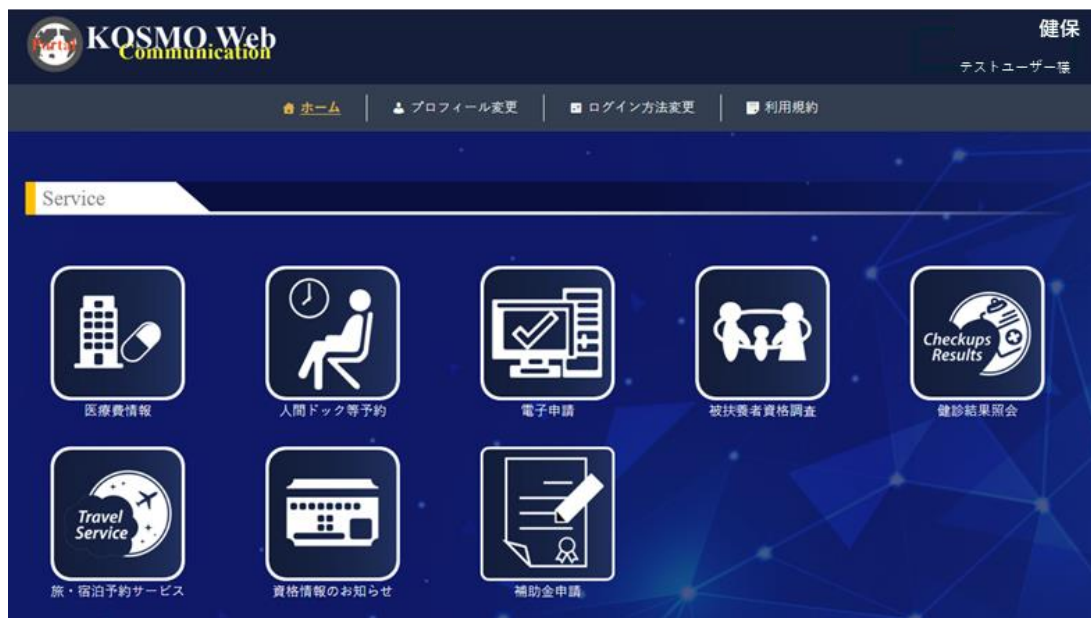 Portal
KOSMO Web
Communication
健保
テストユーザー様
ホーム
プロフィール変更
ログイン方法変更
利用規約
Service
Checkups
Results
医療費情報
人間ドック等予約
電子申請
被扶養者資格調査
健診結果照会
Travel
Service
旅・宿泊予約サービス
資格情報のお知らせ
補助金申請